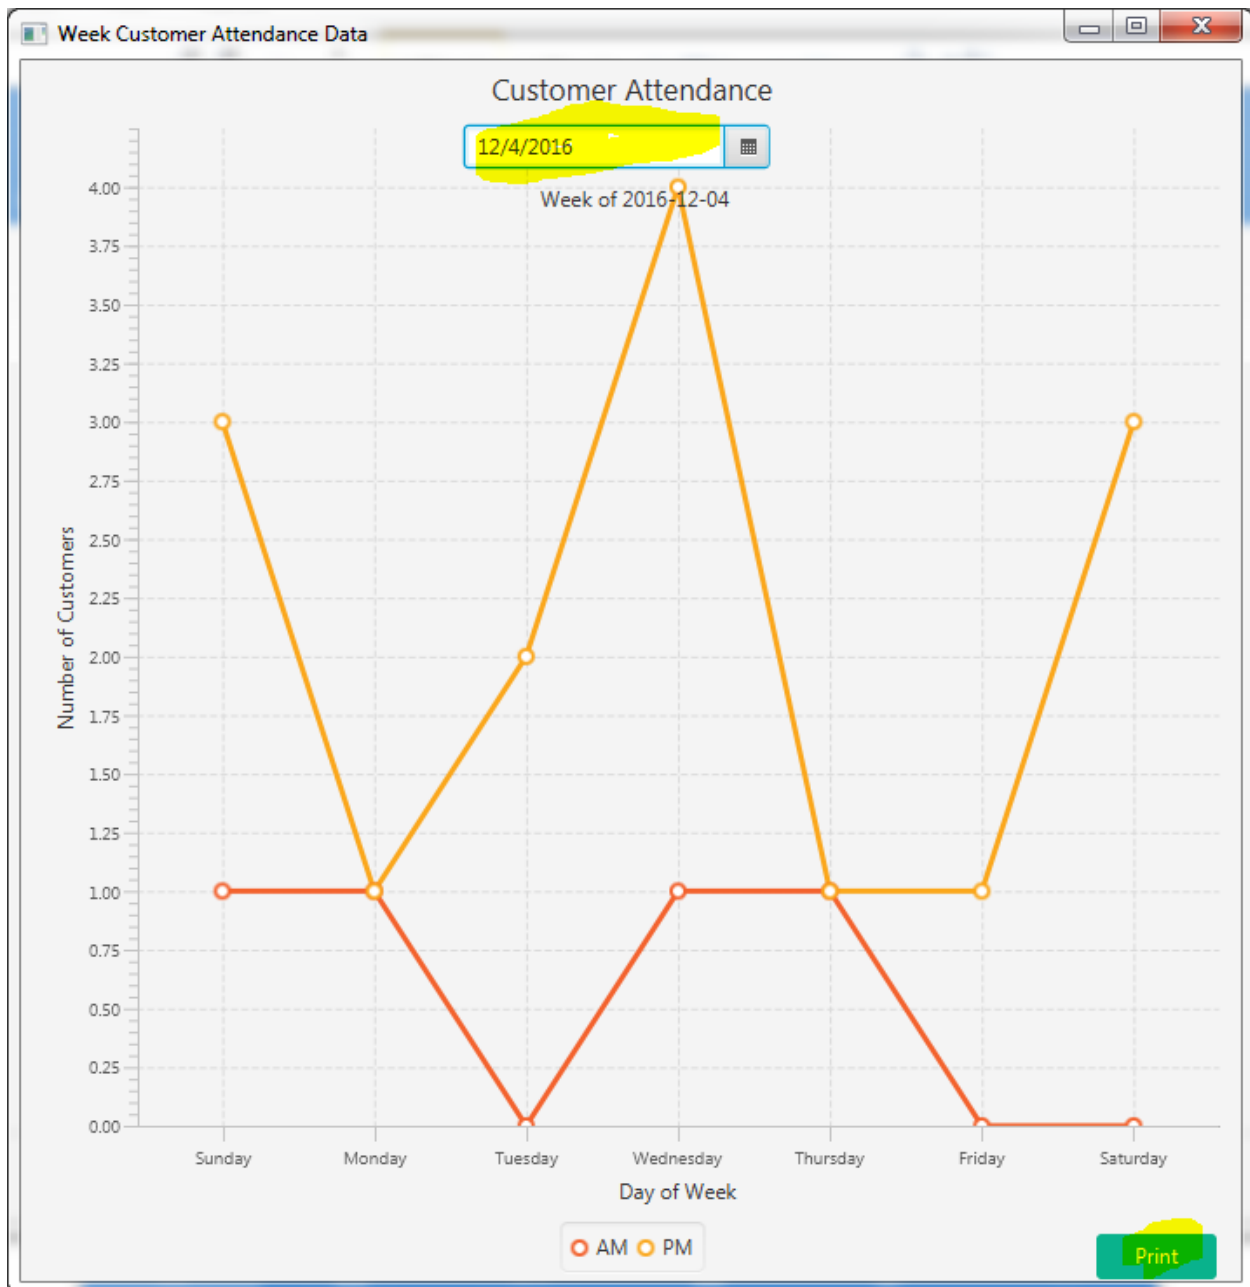 Week Customer Attendance Data
Customer Attendance
12/4/2016
Week of 2016-12-04
4.00
3.75
3.50
3.25
3.00
2.75
2.50
2.25
2.00
1.75
1.50
1.25
1.00
0.75
0.50
0.25
0.00
Number of Customers
Sunday Monday Tuesday Wednesday Thursday Friday Saturday
Day of Week
AM PM
Print